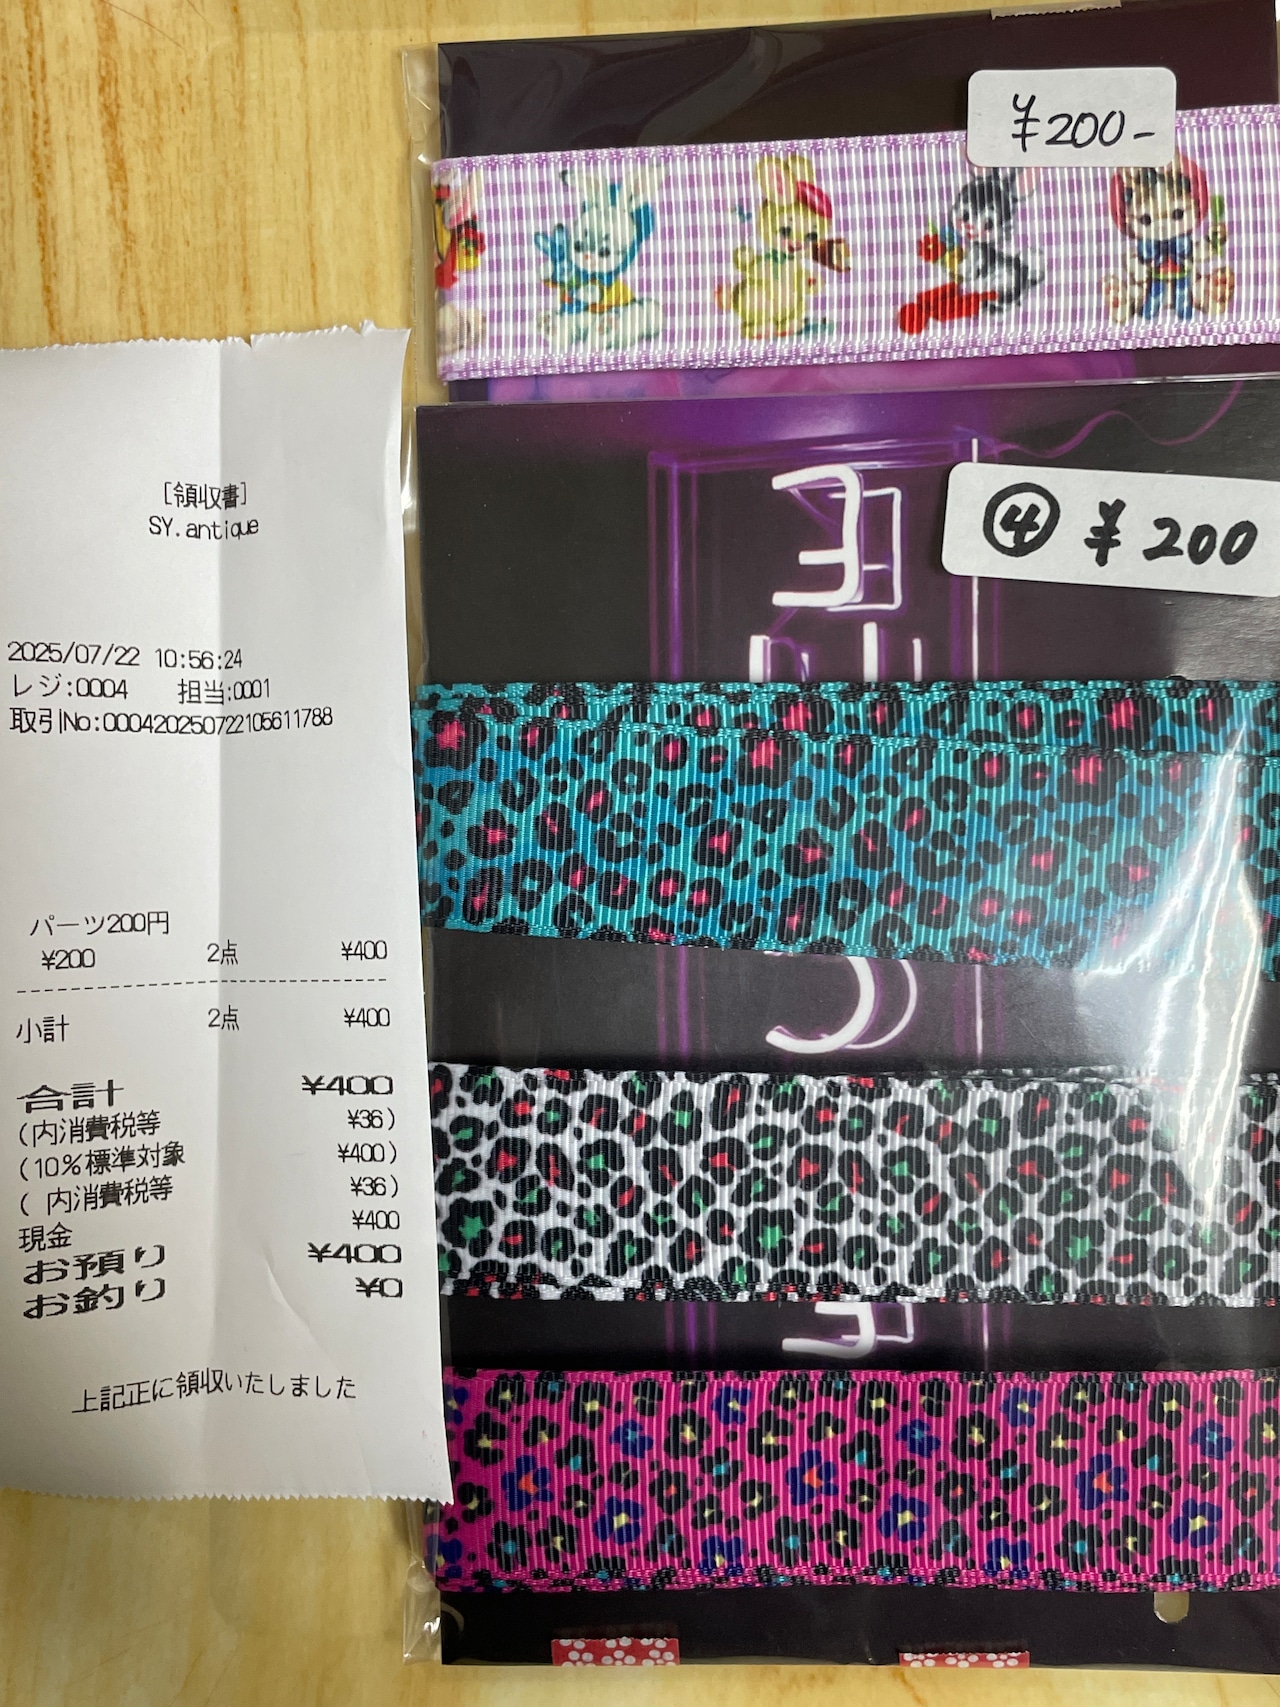 ¥200-
④ ¥200
[領収書]
SY.antique
2025/07/22 10:56:24
レジ:0004 担当:0001
取引No:00042025072210561178​8
パーツ200円
¥200 2点 ¥400
小計 2点 ¥400
合計 ¥400
(内消費税等 ¥36)
(10%標準対象 ¥400)
( 内消費税等 ¥36)
現金 ¥400
お預り ¥400
お釣り ¥0
上記正に領収いたしました